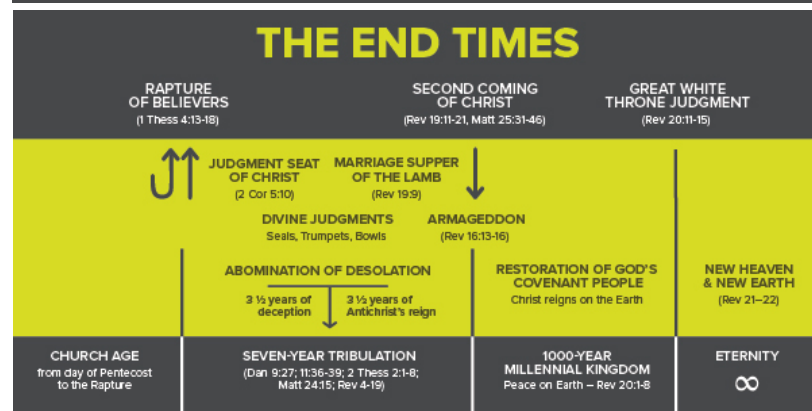 THE END TIMES
RAPTURE
OF BELIEVERS
(1 Thess 4:13-18)
SECOND COMING
OF CHRIST
(Rev 19:11-21, Matt 25:31-46)
GREAT WHITE
THRONE JUDGMENT
(Rev 20:11-15)
JUDGMENT SEAT
OF CHRIST
(2 Cor 5:10)
MARRIAGE SUPPER
OF THE LAMB
(Rev 19:9)
DIVINE JUDGMENTS
Seals, Trumpets, Bowls
ARMAGEDDON
(Rev 16:13-16)
ABOMINATION OF DESOLATION
3 ½ years of
deception
3 ½ years of
Antichrist's reign
RESTORATION OF GOD'S
COVENANT PEOPLE
Christ reigns on the Earth
NEW HEAVEN
& NEW EARTH
(Rev 21–22)
CHURCH AGE
from day of Pentecost
to the Rapture
SEVEN-YEAR TRIBULATION
(Dan 9:27; 11:36-39; 2 Thess 2:1-8;
Matt 24:15; Rev 4-19)
1000-YEAR
MILLENNIAL KINGDOM
Peace on Earth – Rev 20:1-8
ETERNITY
∞